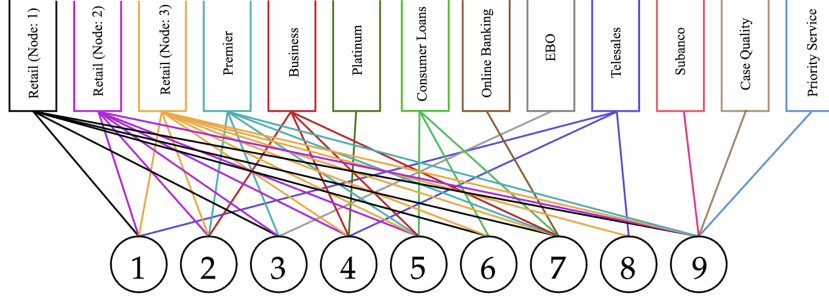 Retail (Node: 1)
Retail (Node: 2)
Retail (Node: 3)
Premier
Business
Platinum
Consumer Loans
Online Banking
EBO
Telesales
Subanco
Case Quality
Priority Service
1
2
3
4
5
6
7
8
9